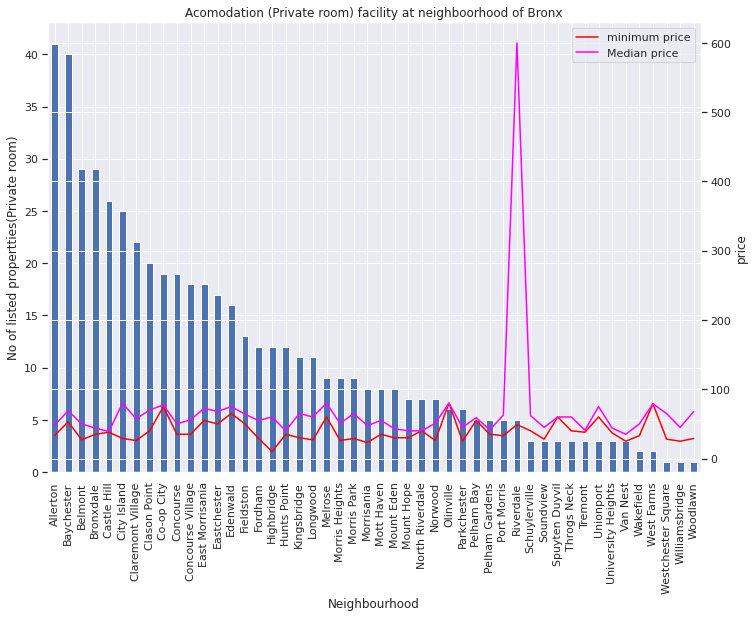 Acomodation (Private room) facility at neighboorhood of Bronx
minimum price
Median price
No of listed propertties(Private room)
40
35
30
25
20
15
10
5
0
600
500
400
300
200
100
0
price
Allerton
Baychester
Belmont
Bronxdale
Castle Hill
City Island
Claremont Village
Clason Point
Co-op City
Concourse
Concourse Village
East Morrisania
Eastchester
Edenwald
Fieldston
Fordham
Highbridge
Hunts Point
Kingsbridge
Longwood
Melrose
Morris Heights
Morris Park
Morrisania
Mott Haven
Mount Eden
Mount Hope
North Riverdale
Norwood
Olinville
Parkchester
Pelham Bay
Pelham Gardens
Port Morris
Riverdale
Schuylerville
Soundview
Spuyten Duyvil
Throgs Neck
Tremont
Unionport
University Heights
Van Nest
Wakefield
West Farms
Westchester Square
Williamsbridge
Woodlawn
Neighbourhood